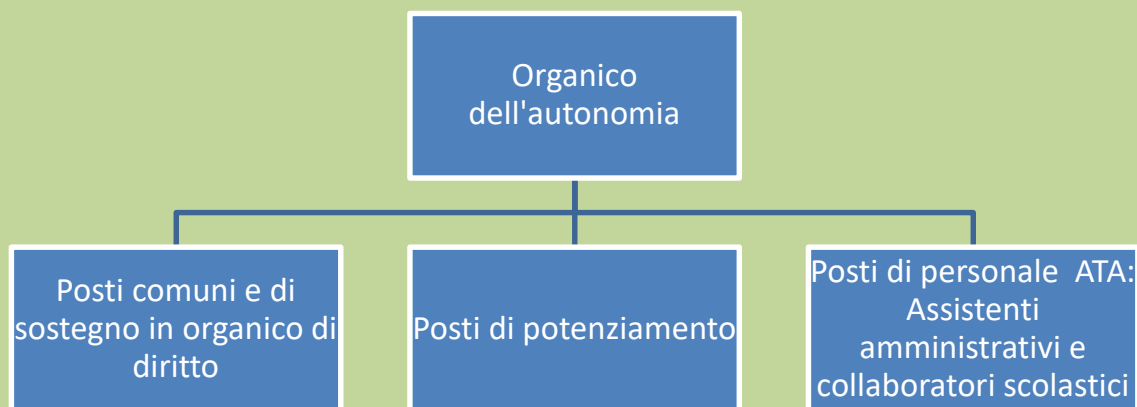 Organico
dell'autonomia
Posti comuni e di
sostegno in organico di
diritto
Posti di potenziamento
Posti di personale  ATA:
Assistenti
amministrativi e
collaboratori scolastici